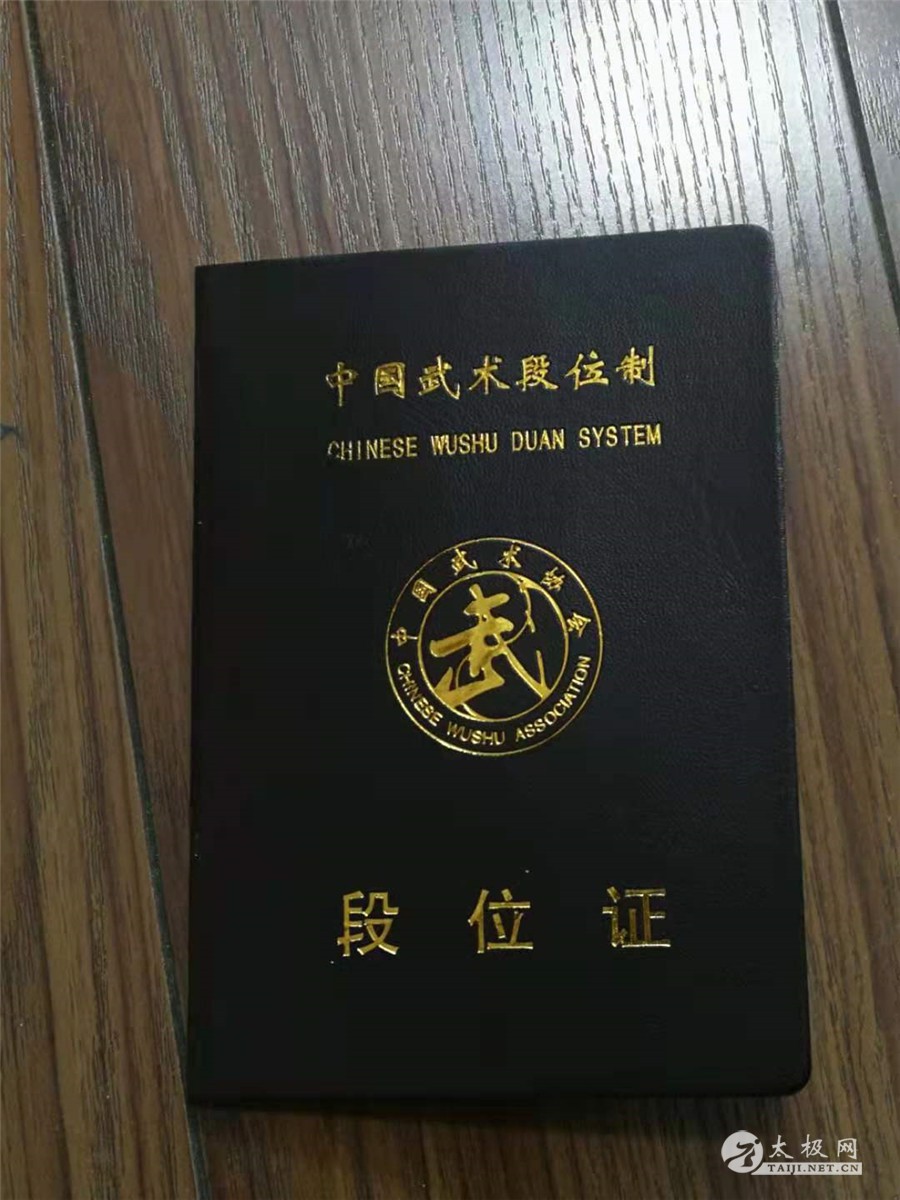 中国武术段位制
CHINESE WUSHU DUAN SYSTEM
中国武术协会
武
CHINESE WUSHU ASSOCIATION
段位证
太极网
TAIJI.NET.CN